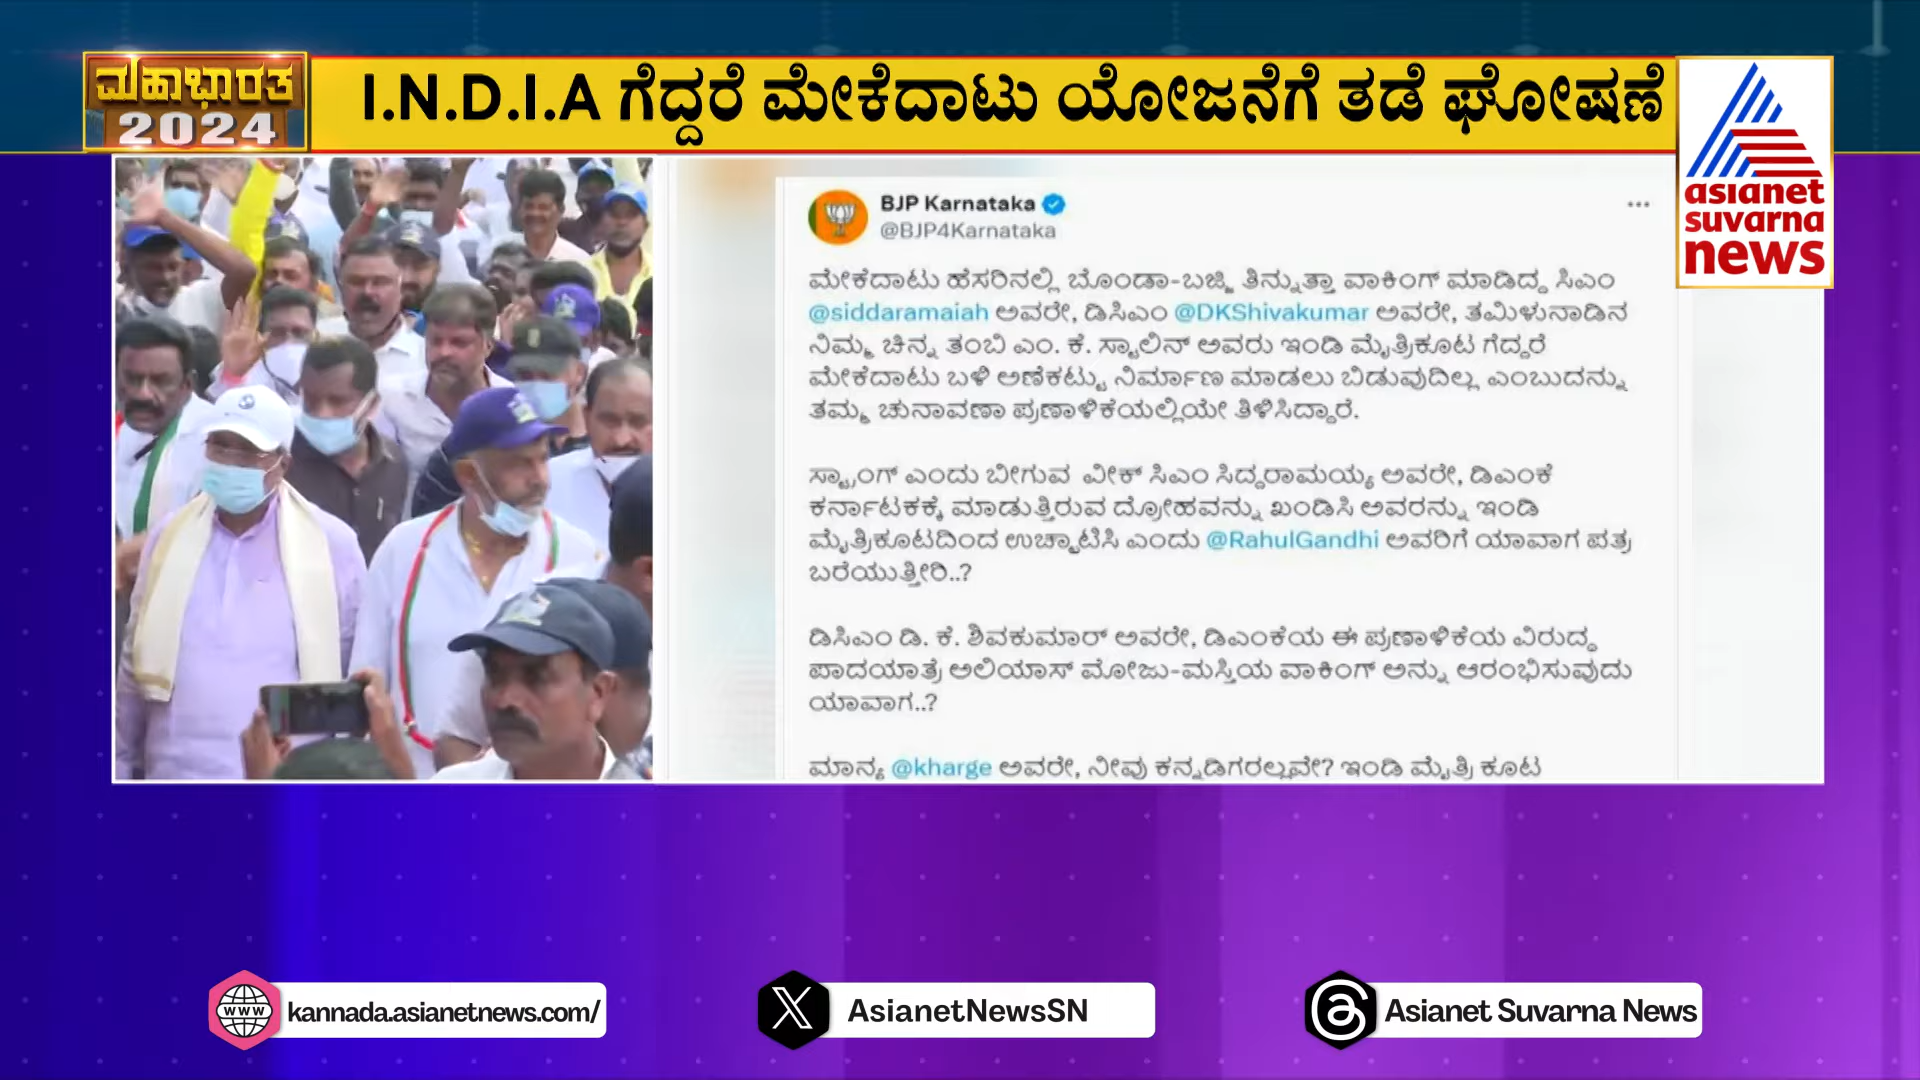 ಮಹಾಭಾರತ
2024
I.N.D.I.A ಗೆದ್ದರೆ ಮೇಕೆದಾಟು ಯೋಜನೆಗೆ ತಡೆ ಘೋಷಣೆ
asianet
suvarna
news
BJP Karnataka
@BJP4Karnataka
ಮೇಕೆದಾಟು ಹೆಸರಿನಲ್ಲಿ ಬೊಂಡಾ-ಬಜ್ಜಿ ತಿನ್ನುತ್ತಾ ವಾಕಿಂಗ್ ಮಾಡಿದ್ದ ಸಿಎಂ
@siddaramaiah ಅವರೇ, ಡಿಸಿಎಂ @DKShivakumar ಅವರೇ, ತಮಿಳುನಾಡಿನ
ನಿಮ್ಮ ಚಿನ್ನ ತಂಬಿ ಎಂ. ಕೆ. ಸ್ಟಾಲಿನ್ ಅವರು ಇಂಡಿ ಮೈತ್ರಿಕೂಟ ಗೆದ್ದರೆ
ಮೇಕೆದಾಟು ಬಳಿ ಅಣೆಕಟ್ಟು ನಿರ್ಮಾಣ ಮಾಡಲು ಬಿಡುವುದಿಲ್ಲ ಎಂಬುದನ್ನು
ತಮ್ಮ ಚುನಾವಣಾ ಪ್ರಣಾಳಿಕೆಯಲ್ಲಿಯೇ ತಿಳಿಸಿದ್ದಾರೆ.
ಸ್ಟ್ರಾಂಗ್ ಎಂದು ಬೀಗುವ ವೀಕ್ ಸಿಎಂ ಸಿದ್ದರಾಮಯ್ಯ ಅವರೇ, ಡಿಎಂಕೆ
ಕರ್ನಾಟಕಕ್ಕೆ ಮಾಡುತ್ತಿರುವ ದ್ರೋಹವನ್ನು ಖಂಡಿಸಿ ಅವರನ್ನು ಇಂಡಿ
ಮೈತ್ರಿಕೂಟದಿಂದ ಉಚ್ಚಾಟಿಸಿ ಎಂದು @RahulGandhi ಅವರಿಗೆ ಯಾವಾಗ ಪತ್ರ
ಬರೆಯುತ್ತೀರಿ..?
ಡಿಸಿಎಂ ಡಿ. ಕೆ. ಶಿವಕುಮಾರ್ ಅವರೇ, ಡಿಎಂಕೆಯ ಈ ಪ್ರಣಾಳಿಕೆಯ ವಿರುದ್ಧ
ಪಾದಯಾತ್ರೆ ಅಲಿಯಾಸ್ ಮೋಜು-ಮಸ್ತಿಯ ವಾಕಿಂಗ್ ಅನ್ನು ಆರಂಭಿಸುವುದು
ಯಾವಾಗ..?
ಮಾನ್ಯ @kharge ಅವರೇ, ನೀವು ಕನ್ನಡಿಗರಲ್ಲವೇ? ಇಂಡಿ ಮೈತ್ರಿ ಕೂಟ
www kannada.asianetnews.com/
AsianetNewsSN
Asianet Suvarna News